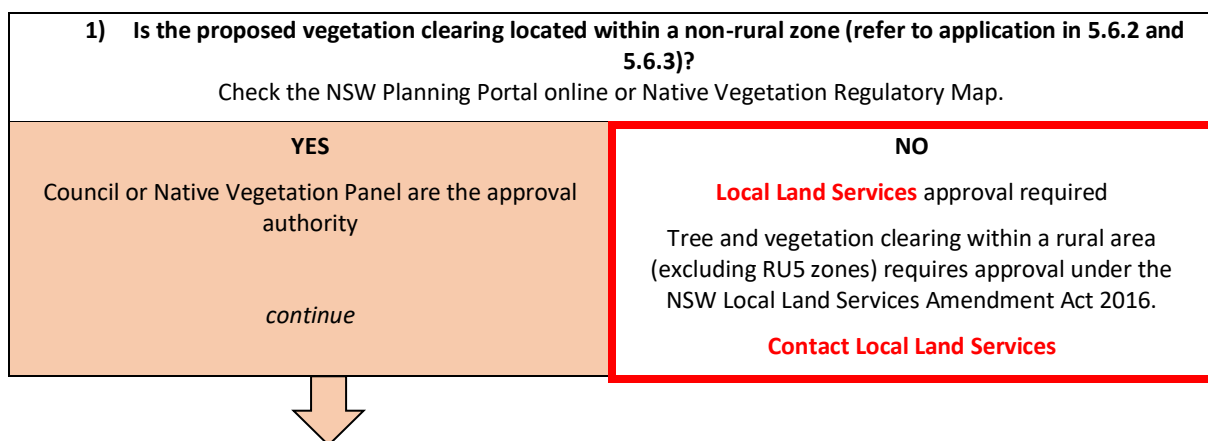 1) Is the proposed vegetation clearing located within a non-rural zone (refer to application in 5.6.2 and
5.6.3)?
Check the NSW Planning Portal online or Native Vegetation Regulatory Map.
YES
Council or Native Vegetation Panel are the approval
authority
continue
NO
Local Land Services approval required
Tree and vegetation clearing within a rural area
(excluding RU5 zones) requires approval under the
NSW Local Land Services Amendment Act 2016.
Contact Local Land Services